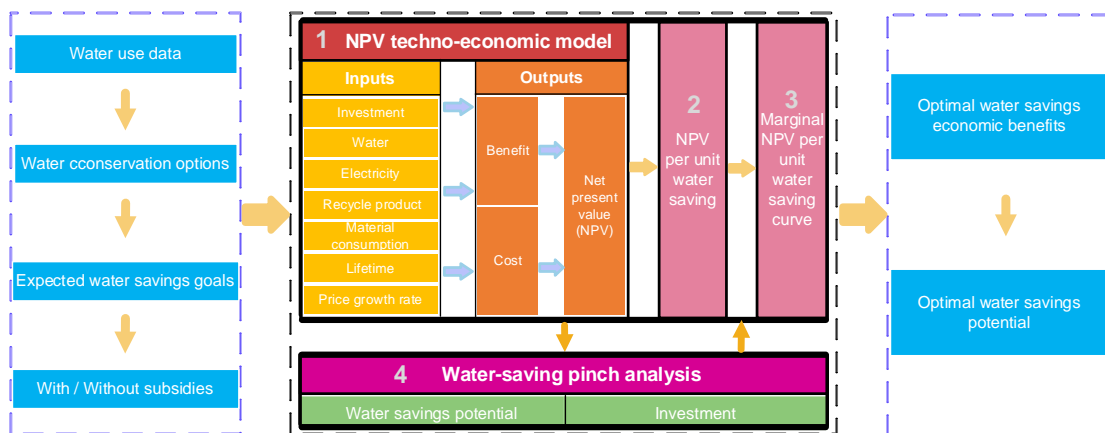 Water use data
Water cconservation options
Expected water savings goals
With / Without subsidies
1 NPV techno-economic model
Inputs
Investment
Water
Electricity
Recycle product
Material
consumption
Lifetime
Price growth rate
Outputs
Benefit
Cost
Net
present
value
(NPV)
2
NPV
per unit
water
saving
3
Marginal
NPV per
unit
water
saving
curve
4 Water-saving pinch analysis
Water savings potential
Investment
Optimal water savings
economic benefits
Optimal water savings
potential